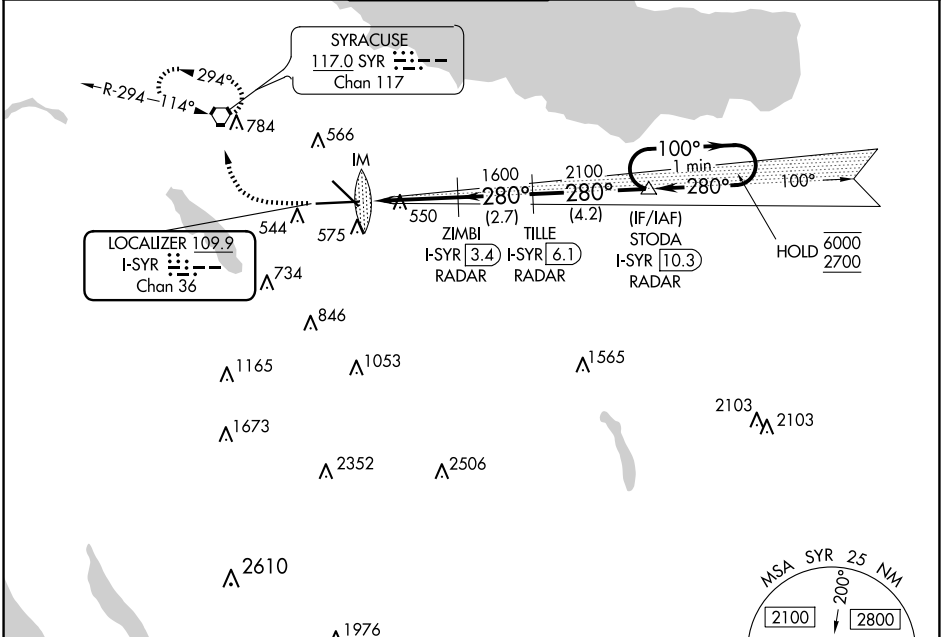 SYRACUSE
117.0 SYR
Chan 117
294°
R-294
114°
784
566
IM
1600
2100
100°
1 min
280°
280°
280°
100°
(2.7)
(4.2)
550
544
575
ZIMBI
I-SYR 3.4
RADAR
TILLE
I-SYR 6.1
RADAR
(IF/IAF)
STODA
I-SYR 10.3
RADAR
HOLD 6000
2700
LOCALIZER 109.9
I-SYR
Chan 36
734
846
1165
1053
1565
1673
2103
2103
2352
2506
2610
1976
MSA SYR 25 NM
200°
2100
2800